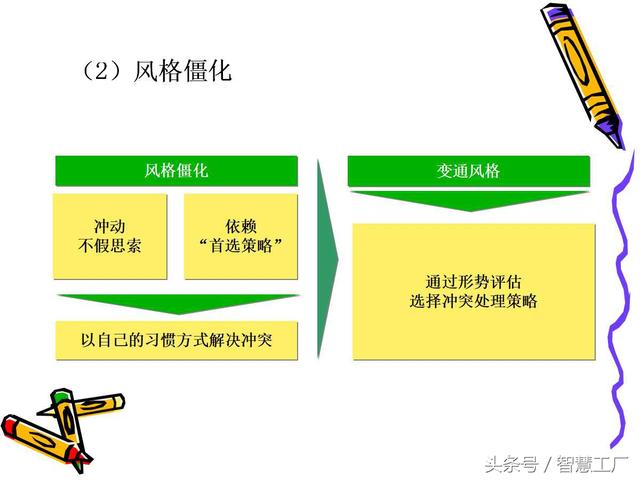 （2）风格僵化
风格僵化
变通风格
冲动
不假思索
依赖
“首选策略”
通过形势评估
选择冲突处理策略
以自己的习惯方式解决冲突
头条号 / 智慧工厂